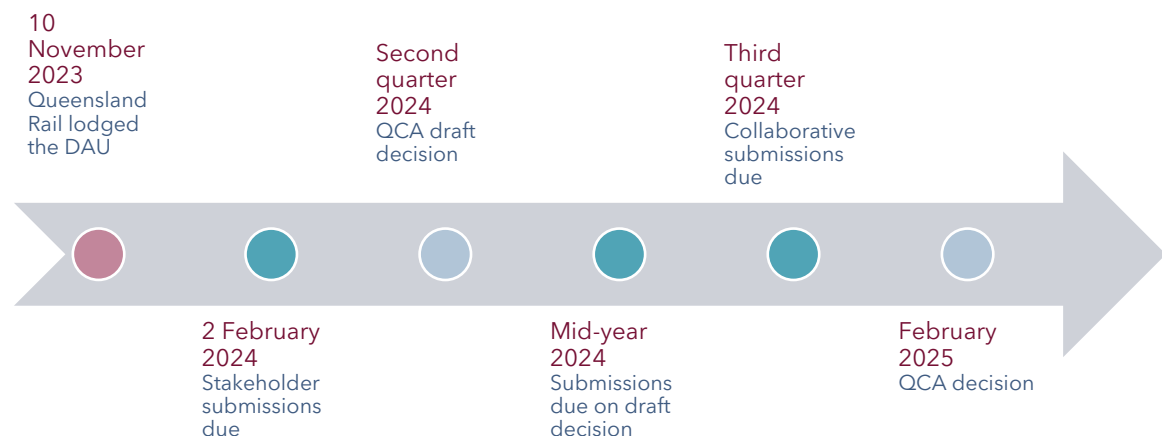 10
November
2023
Queensland
Rail lodged
the DAU
2 February
2024
Stakeholder
submissions
due
Second
quarter
2024
QCA draft
decision
Mid-year
2024
Submissions
due on draft
decision
Third
quarter
2024
Collaborative
submissions
due
February
2025
QCA decision